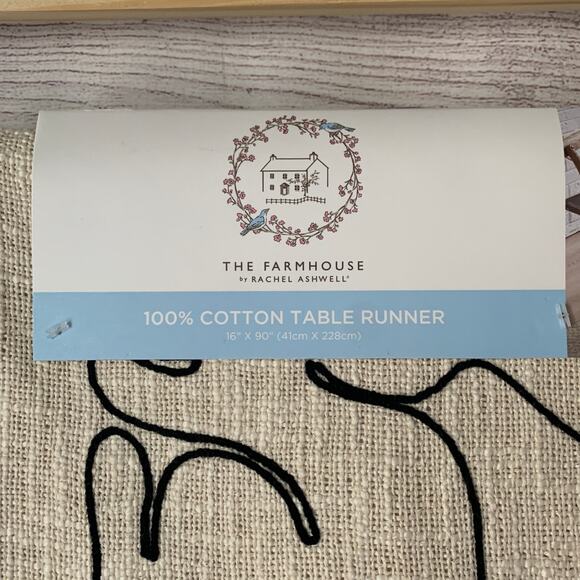 THE FARMHOUSE
by RACHEL ASHWELL®
100% COTTON TABLE RUNNER
16" X 90" (41cm X 228cm)